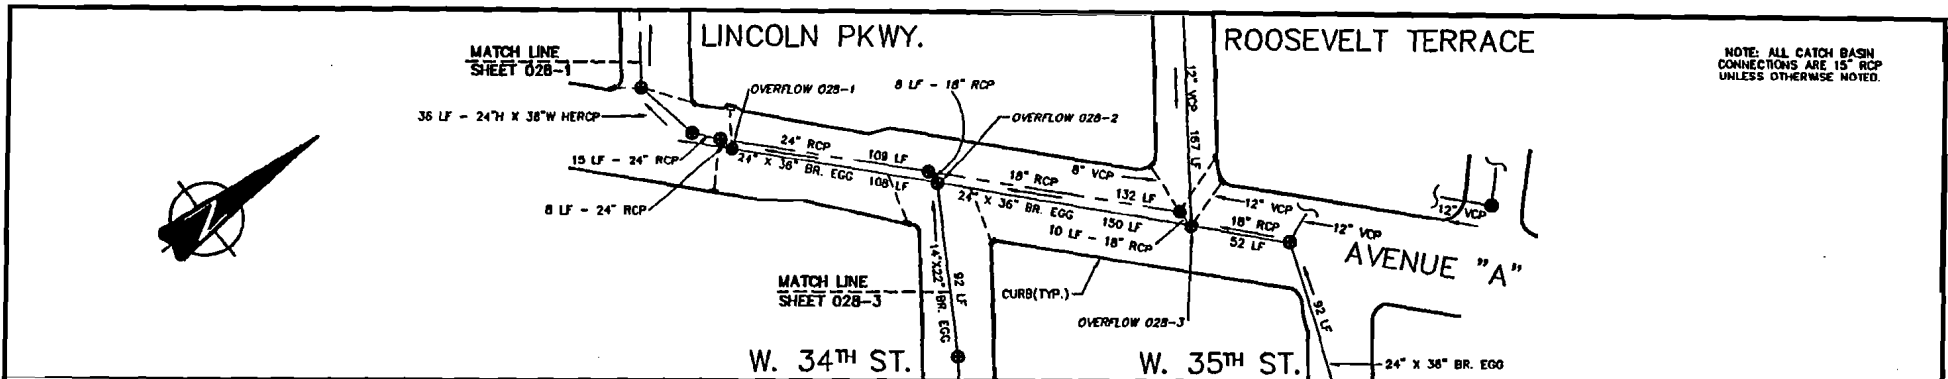 LINCOLN PKWY.
ROOSEVELT TERRACE
NOTE: ALL CATCH BASIN
CONNECTIONS ARE 15" RCP
UNLESS OTHERWISE NOTED.
MATCH LINE
SHEET 028-1
OVERFLOW 028-1
8 LF - 18" RCP
OVERFLOW 028-2
36 LF - 24"H X 38"W HERCP
15 LF - 24" RCP
8 LF - 24" RCP
24" RCP
109 LF
24" X 36" BR. EGG
108 LF
12" VCP
167 LF
8" VCP
18" RCP
132 LF
24" X 36" BR. EGG
150 LF
10 LF - 18" RCP
12" VCP
18" RCP
52 LF
12" VCP
12" VCP
AVENUE "A"
MATCH LINE
SHEET 028-3
14"X22" BR. EGG
92 LF
CURB(TYP.)
OVERFLOW 028-3
92 LF
24" X 36" BR. EGG
W. 34TH ST.
W. 35TH ST.